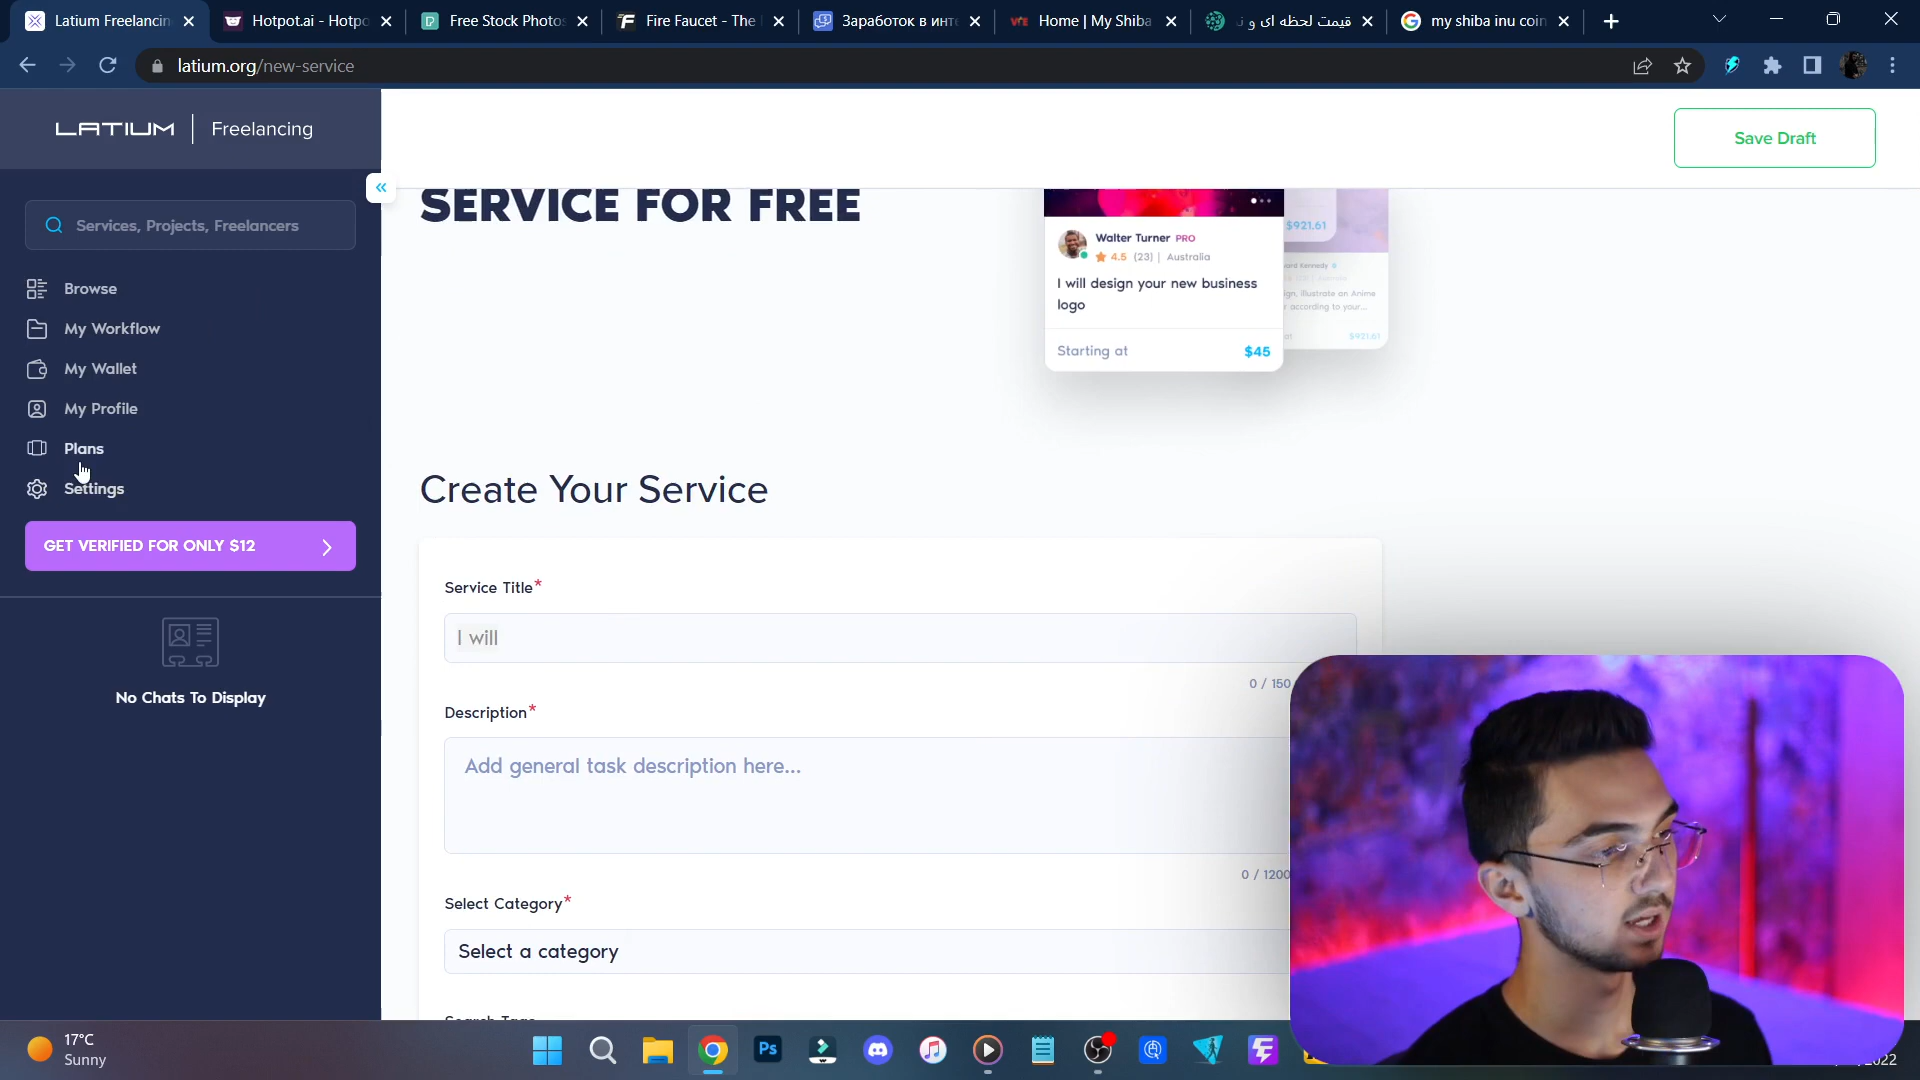 Latium Freelancin
Hotpot.ai - Hotpo
Free Stock Photos
Fire Faucet - The
Заработок в инте
Home | My Shiba
قیمت لحظه ای و ن
my shiba inu coin
latium.org/new-service
LATIUM | Freelancing
Save Draft
Services, Projects, Freelancers
Browse
My Workflow
My Wallet
My Profile
Plans
Settings
GET VERIFIED FOR ONLY $12
No Chats To Display
SERVICE FOR FREE
$921.61
Walter Turner PRO
4.5 (23) | Australia
I will design your new business
logo
Starting at $45
$921.61
Create Your Service
Service Title*
I will
0 / 150
Description*
Add general task description here...
0 / 1200
Select Category*
Select a category
17°C
Sunny
Ps